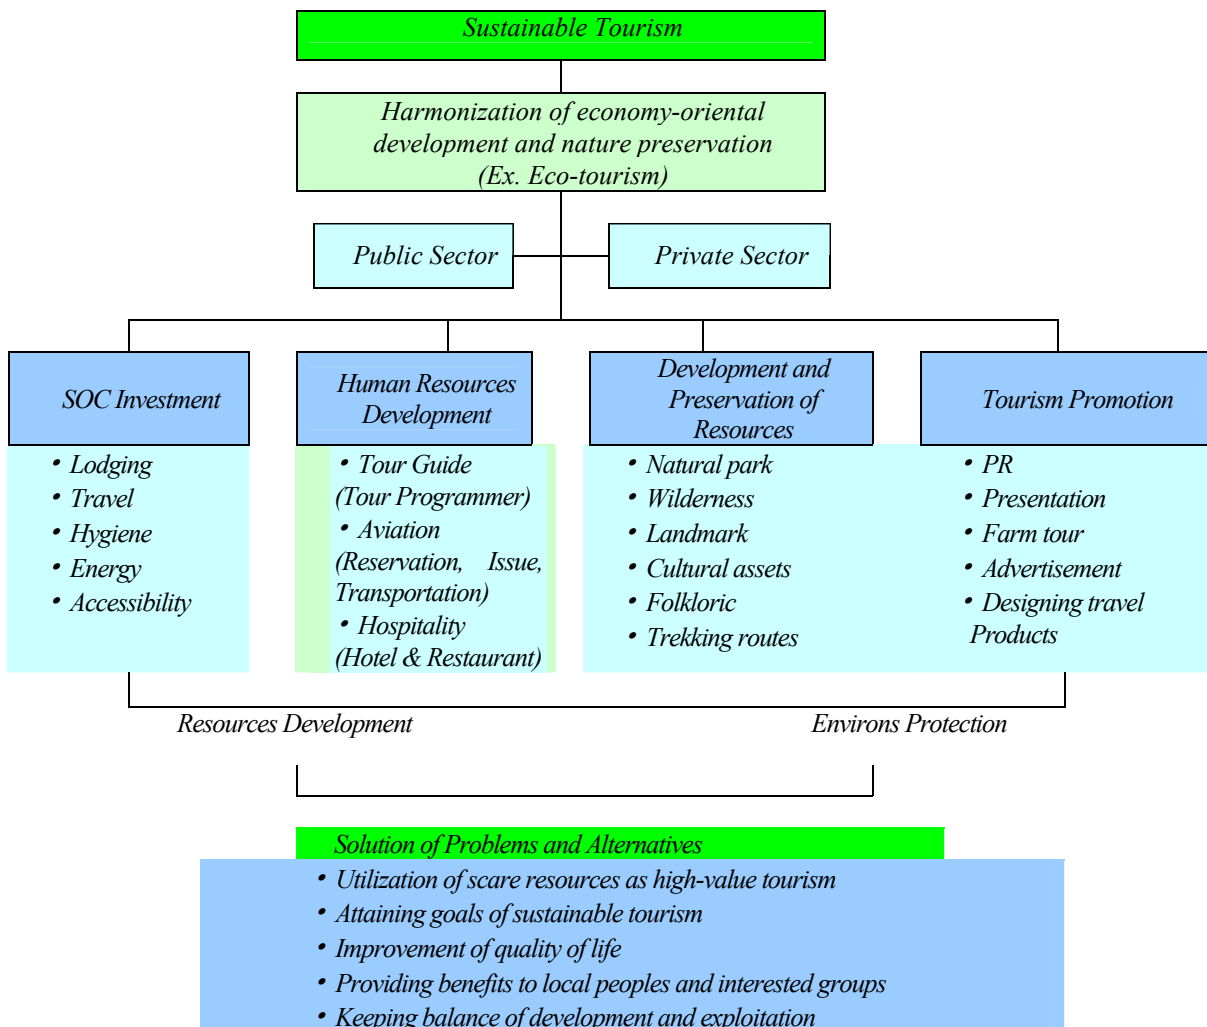 Sustainable Tourism
Harmonization of economy-oriental
development and nature preservation
(Ex. Eco-tourism)
Public Sector
Private Sector
SOC Investment
• Lodging
• Travel
• Hygiene
• Energy
• Accessibility
Human Resources
Development
• Tour Guide
(Tour Programmer)
• Aviation
(Reservation, Issue,
Transportation)
• Hospitality
(Hotel & Restaurant)
Development and
Preservation of
Resources
• Natural park
• Wilderness
• Landmark
• Cultural assets
• Folkloric
• Trekking routes
Tourism Promotion
• PR
• Presentation
• Farm tour
• Advertisement
• Designing travel
Products
Resources Development
Environs Protection
Solution of Problems and Alternatives
• Utilization of scare resources as high-value tourism
• Attaining goals of sustainable tourism
• Improvement of quality of life
• Providing benefits to local peoples and interested groups
• Keeping balance of development and exploitation